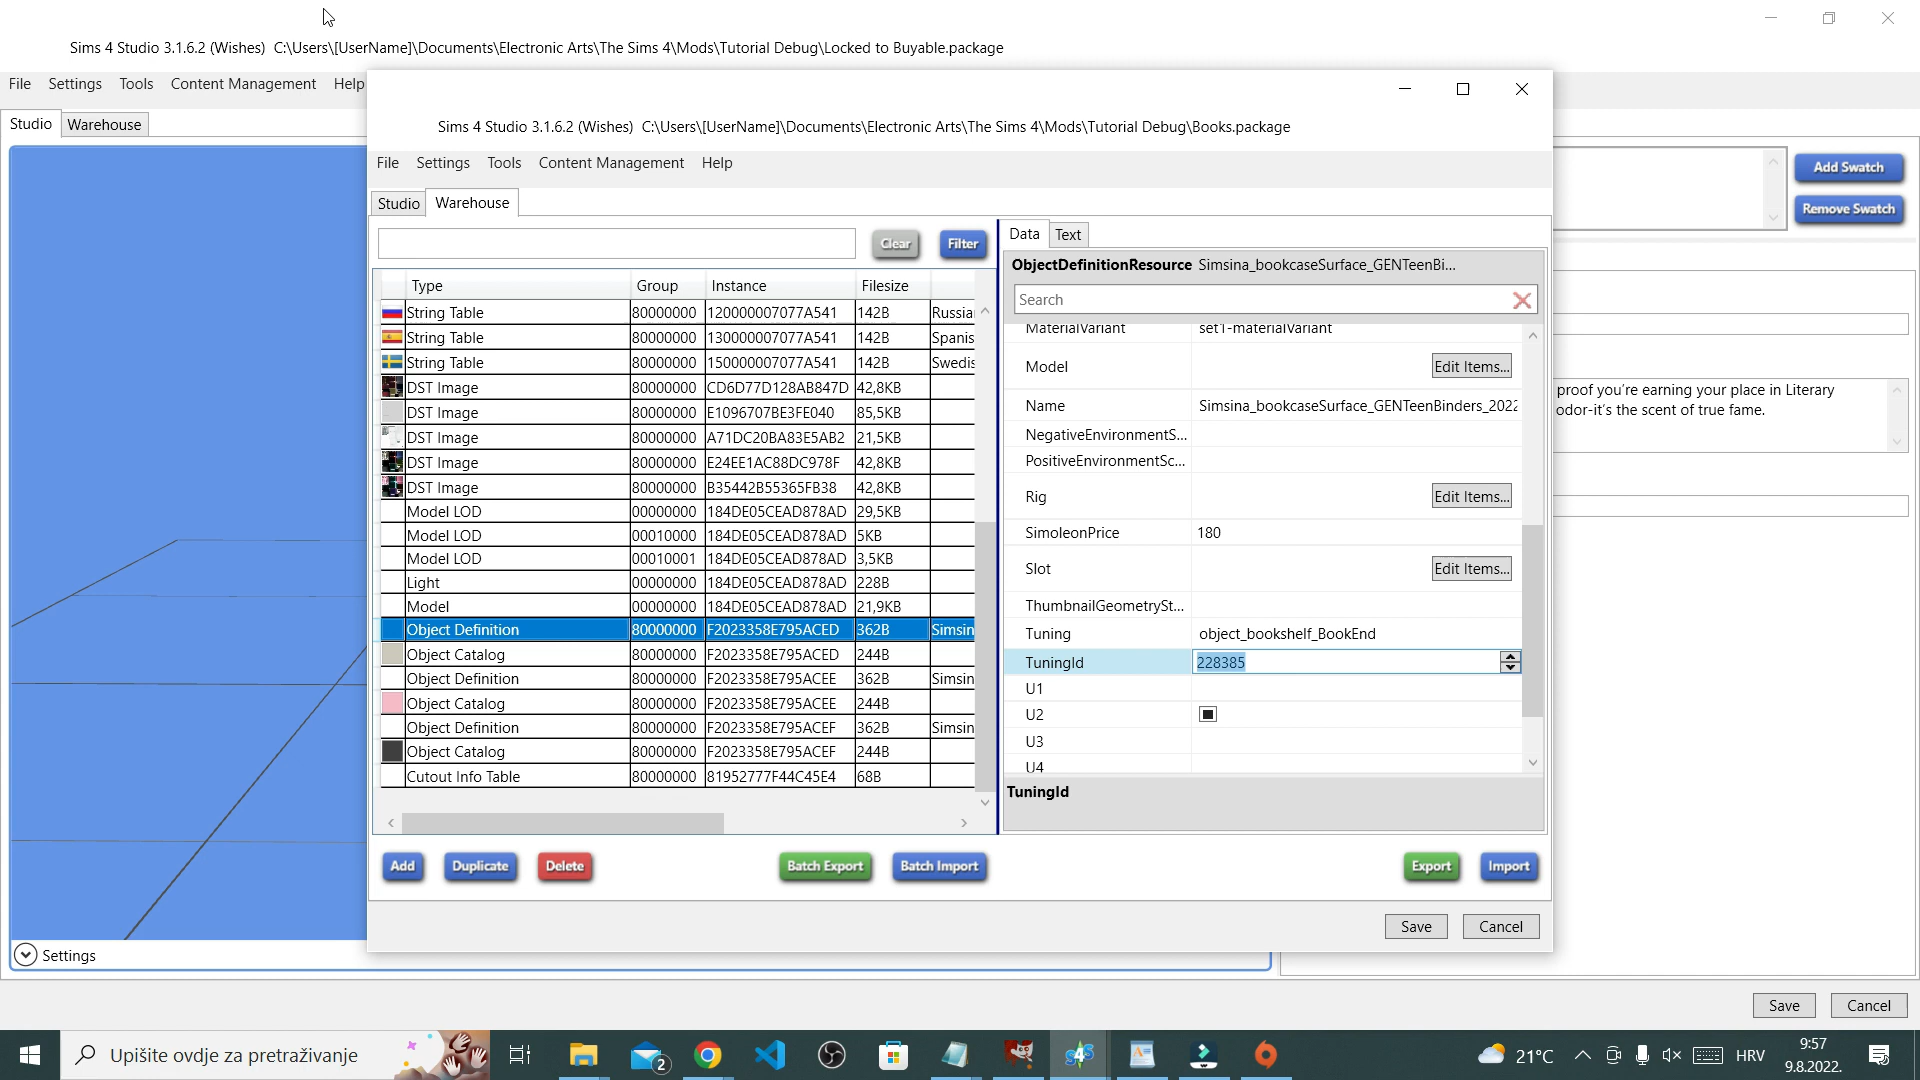 Sims 4 Studio 3.1.6.2 (Wishes)  C:\Users\[UserName]\Documents\Electronic Arts\The Sims 4\Mods\Tutorial Debug\Locked to Buyable.package
File Settings Tools Content Management Help
Studio Warehouse
Add Swatch
Remove Swatch
proof you're earning your place in Literary
odor-it's the scent of true fame.
Settings
Save Cancel
Sims 4 Studio 3.1.6.2 (Wishes)  C:\Users\[UserName]\Documents\Electronic Arts\The Sims 4\Mods\Tutorial Debug\Books.package
File Settings Tools Content Management Help
Studio Warehouse
Clear Filter
Type Group Instance Filesize
String Table 80000000 120000007077A541 142B Russia
String Table 80000000 130000007077A541 142B Spanis
String Table 80000000 150000007077A541 142B Swedis
DST Image 80000000 CD6D77D128AB847D 42,8KB
DST Image 80000000 E1096707BE3FE040 85,5KB
DST Image 80000000 A71DC20BA83E5AB2 21,5KB
DST Image 80000000 E24EE1AC88DC978F 42,8KB
DST Image 80000000 B35442B55365FB38 42,8KB
Model LOD 00000000 184DE05CEAD878AD 29,5KB
Model LOD 00010000 184DE05CEAD878AD 5KB
Model LOD 00010001 184DE05CEAD878AD 3,5KB
Light 00000000 184DE05CEAD878AD 228B
Model 00000000 184DE05CEAD878AD 21,9KB
Object Definition 80000000 F2023358E795ACED 362B Simsin
Object Catalog 80000000 F2023358E795ACED 244B
Object Definition 80000000 F2023358E795ACEE 362B Simsin
Object Catalog 80000000 F2023358E795ACEE 244B
Object Definition 80000000 F2023358E795ACEF 362B Simsin
Object Catalog 80000000 F2023358E795ACEF 244B
Cutout Info Table 80000000 81952777F44C45E4 68B
Add Duplicate Delete Batch Export Batch Import
Data Text
ObjectDefinitionResource Simsina_bookcaseSurface_GENTeenBi...
Search
MaterialVariant set1-materialVariant
Model Edit Items...
Name Simsina_bookcaseSurface_GENTeenBinders_2022
NegativeEnvironmentS...
PositiveEnvironmentSc...
Rig Edit Items...
SimoleonPrice 180
Slot Edit Items...
ThumbnailGeometrySt...
Tuning object_bookshelf_BookEnd
TuningId 228385
U1
U2
U3
U4
TuningId
Export Import
Save Cancel
Upišite ovdje za pretraživanje
2
21°C
HRV
9:57
9.8.2022.